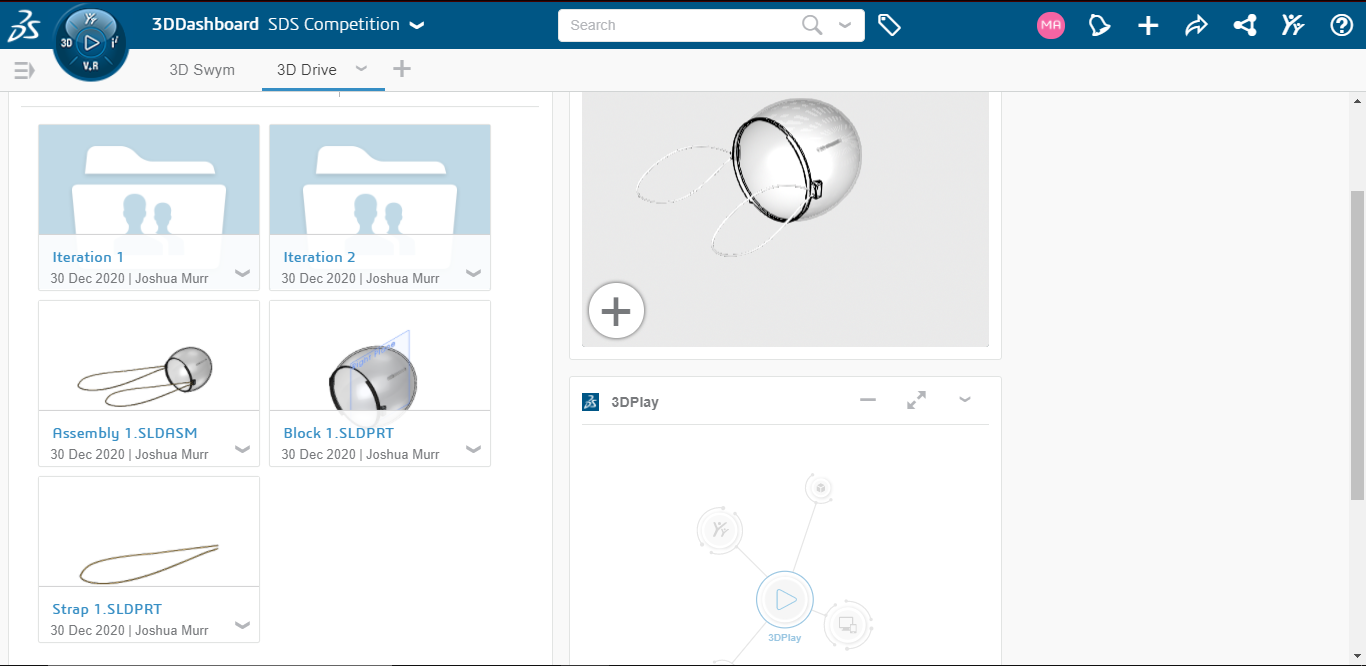 3DDashboard SDS Competition
Search
MA
3D
V.R
3D Swym
3D Drive
Iteration 1
30 Dec 2020 | Joshua Murr
Iteration 2
30 Dec 2020 | Joshua Murr
Assembly 1.SLDASM
30 Dec 2020 | Joshua Murr
Block 1.SLDPRT
30 Dec 2020 | Joshua Murr
Strap 1.SLDPRT
30 Dec 2020 | Joshua Murr
3DPlay
3DPlay